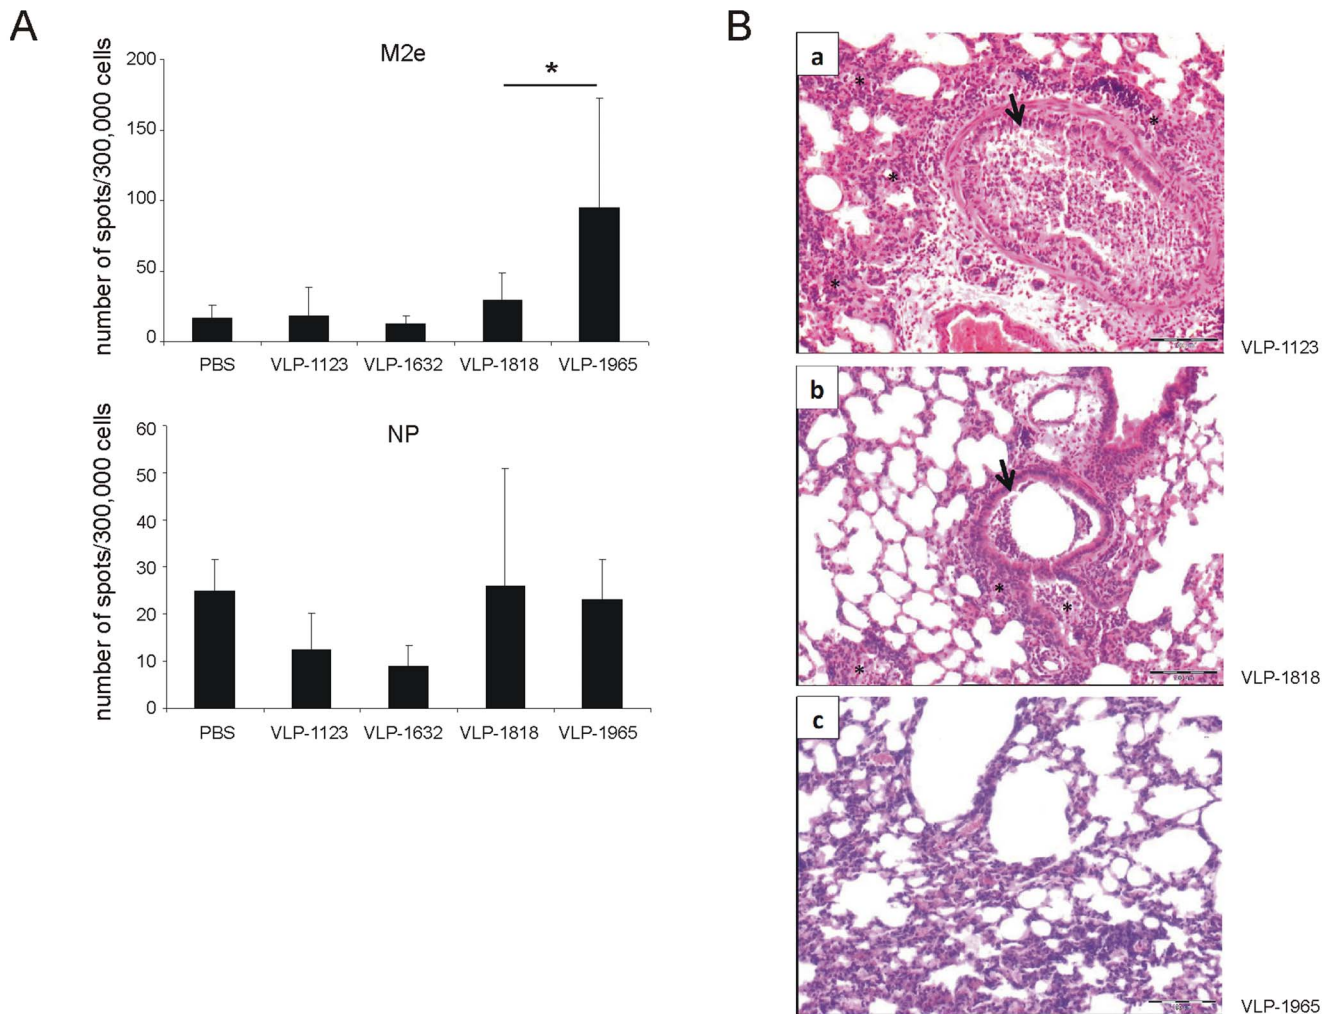 A
M2e
number of spots/300,000 cells
200
150
100
50
0
*
PBS VLP-1123 VLP-1632 VLP-1818 VLP-1965
NP
number of spots/300,000 cells
60
50
40
30
20
10
0
PBS VLP-1123 VLP-1632 VLP-1818 VLP-1965
B
a
*
*
*
*
VLP-1123
b
*
*
*
VLP-1818
c
VLP-1965